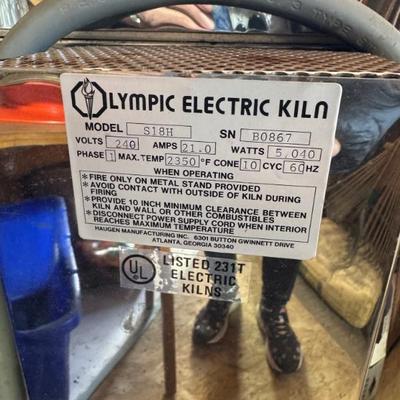 OLYMPIC ELECTRIC KILN
MODEL S18H SN B0867
VOLTS 240 AMPS 21.0 WATTS 5,040
PHASE 1 MAX. TEMP 2350 °F CONE 10 CYC 60 HZ
WHEN OPERATING
*FIRE ONLY ON METAL STAND PROVIDED
*AVOID CONTACT WITH OUTSIDE OF KILN DURING
FIRING
*PROVIDE 10 INCH MINIMUM CLEARANCE BETWEEN
KILN AND WALL OR OTHER COMBUSTIBLES
*DISCONNECT POWER SUPPLY CORD WHEN INTERIOR
REACHES MAXIMUM TEMPERATURE
HAUGEN MANUFACTURING INC. 6301 BUTTON GWINNETT DRIVE
ATLANTA, GEORGIA 30340
UL LISTED 231T
ELECTRIC
KILNS